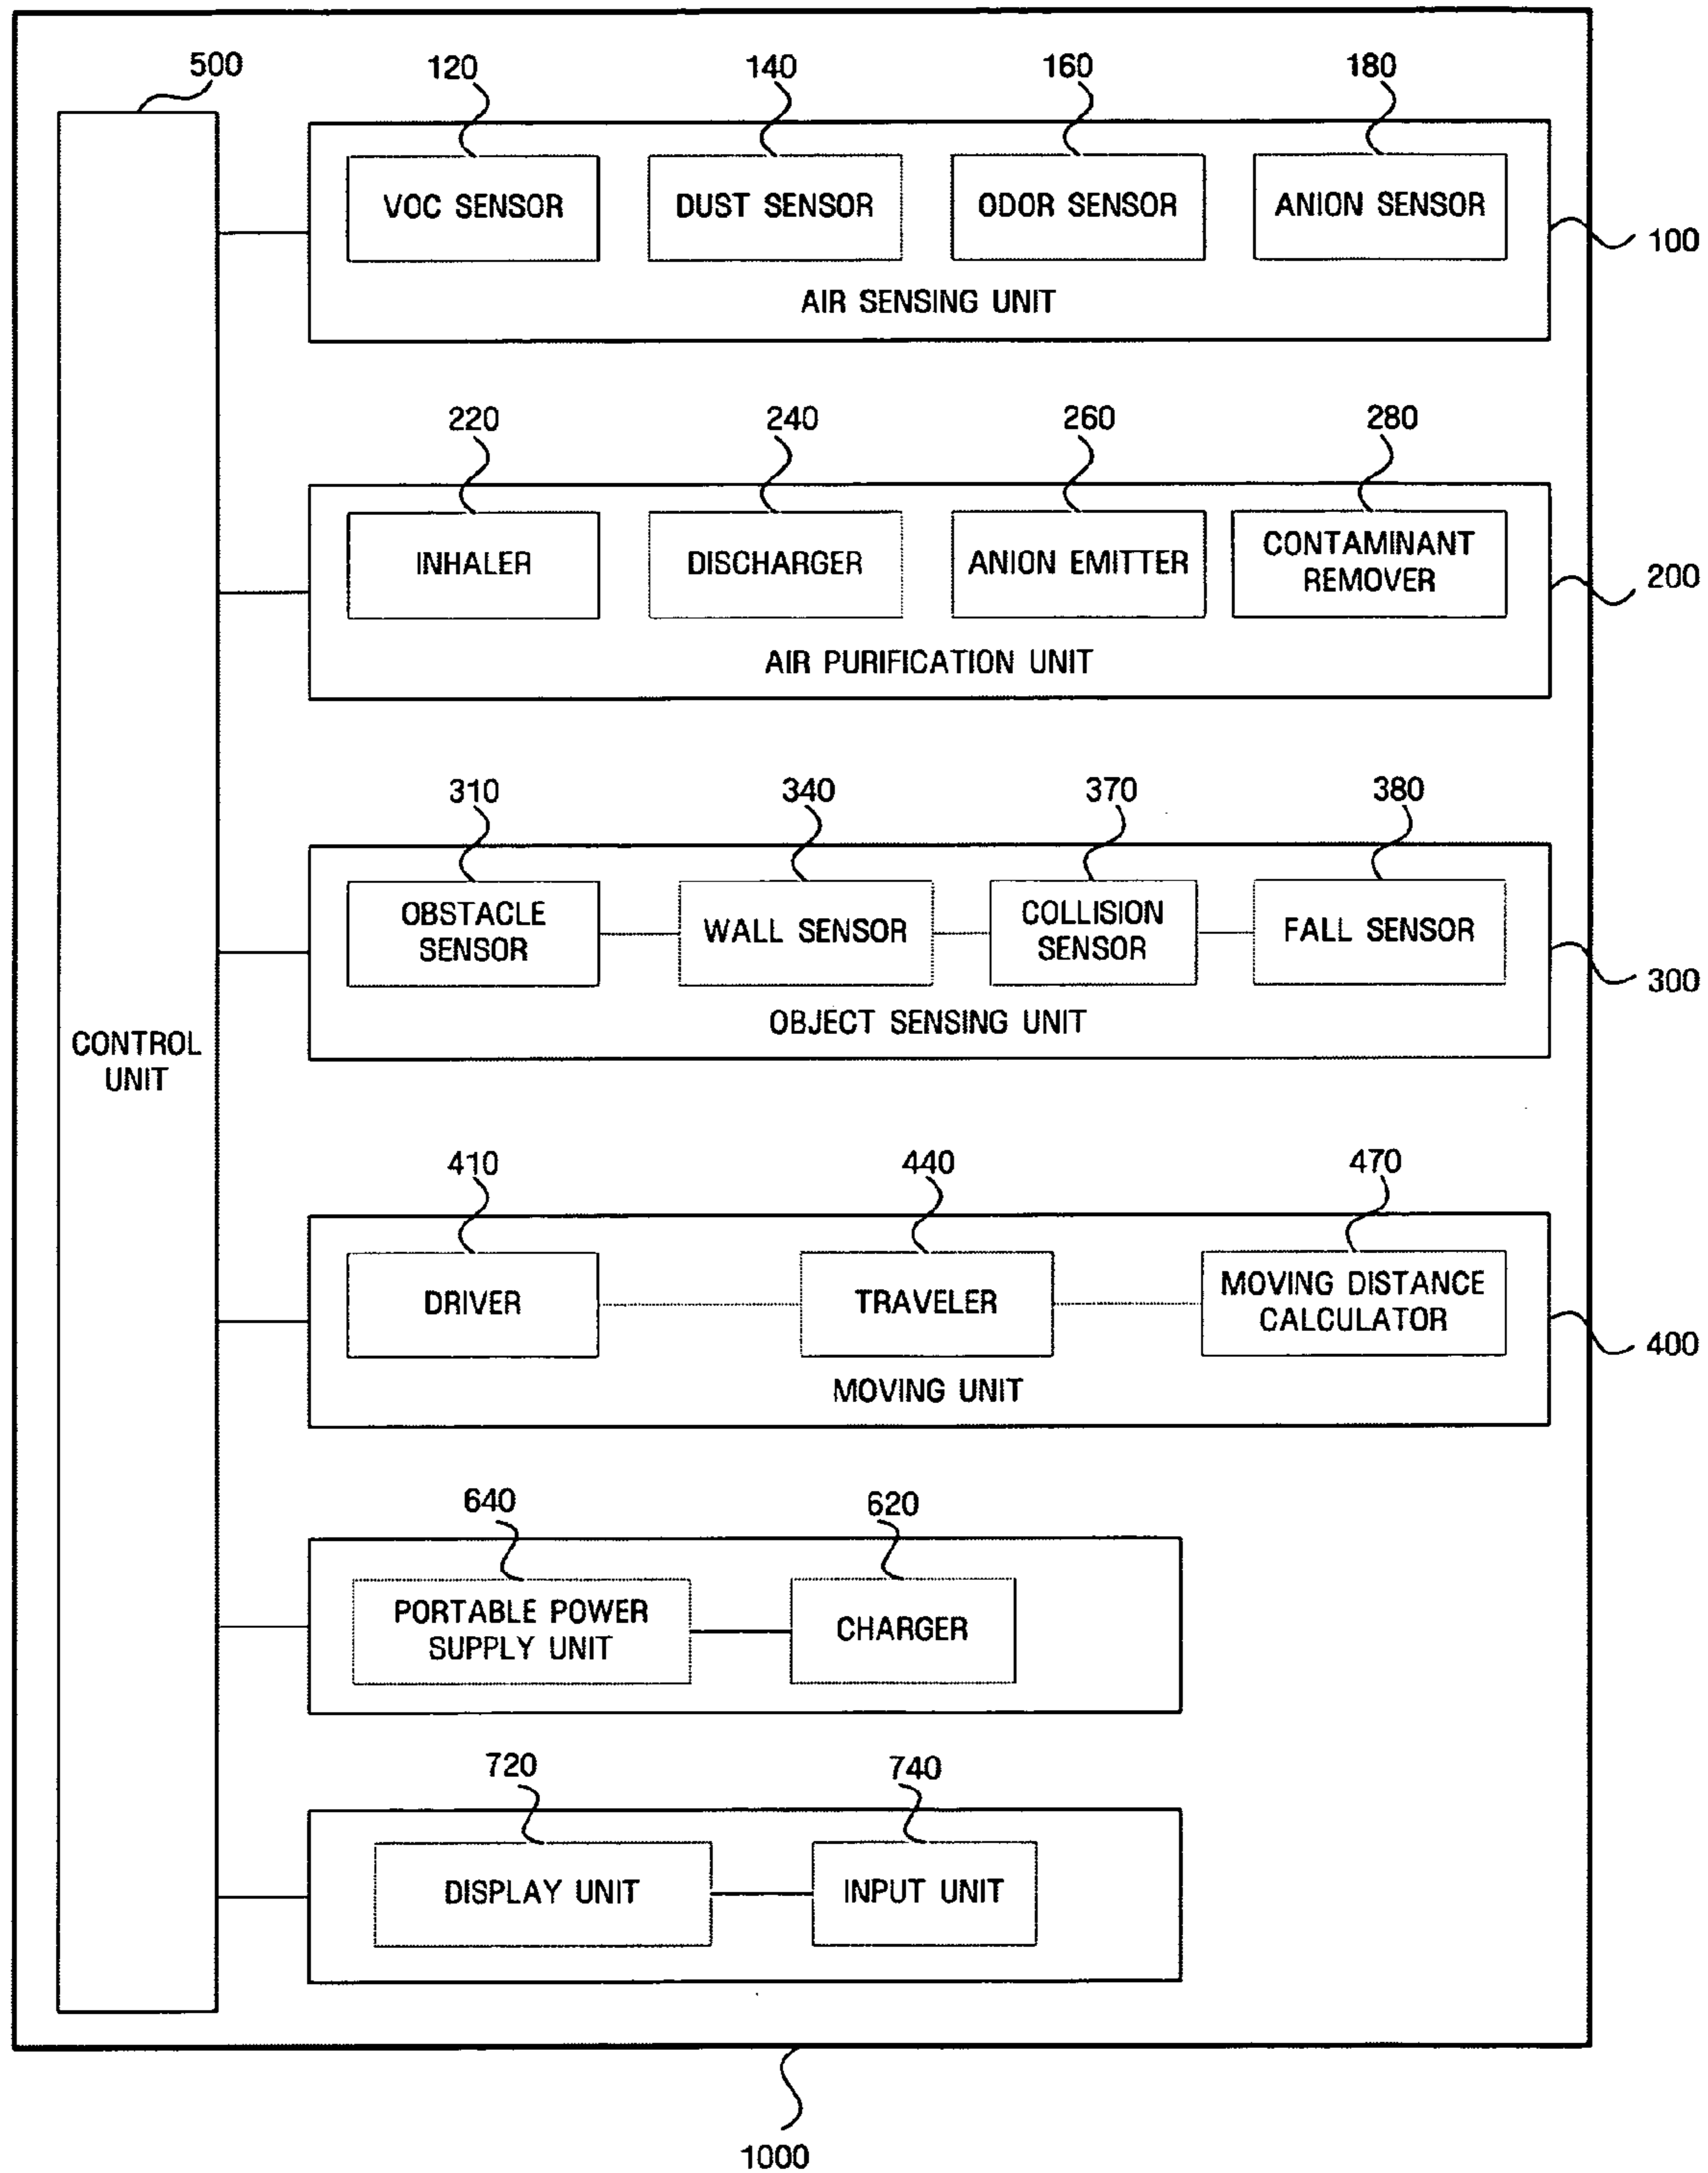 500
120
140
160
180
VOC SENSOR
DUST SENSOR
ODOR SENSOR
ANION SENSOR
100
AIR SENSING UNIT
220
240
260
280
INHALER
DISCHARGER
ANION EMITTER
CONTAMINANT
REMOVER
200
AIR PURIFICATION UNIT
310
340
370
380
OBSTACLE
SENSOR
WALL SENSOR
COLLISION
SENSOR
FALL SENSOR
300
OBJECT SENSING UNIT
CONTROL
UNIT
410
440
470
DRIVER
TRAVELER
MOVING DISTANCE
CALCULATOR
400
MOVING UNIT
640
620
PORTABLE POWER
SUPPLY UNIT
CHARGER
720
740
DISPLAY UNIT
INPUT UNIT
1000